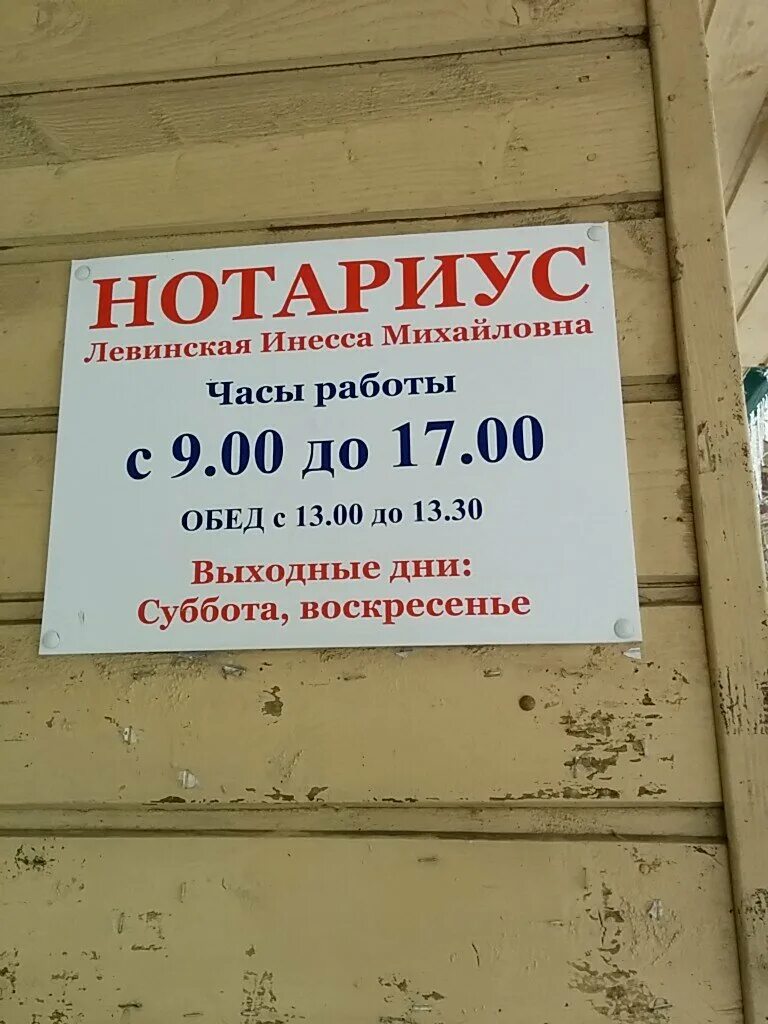 НОТАРИУС
Левинская Инесса Михайловна
Часы работы
с 9.00 до 17.00
ОБЕД с 13.00 до 13.30
Выходные дни:
Суббота, воскресенье